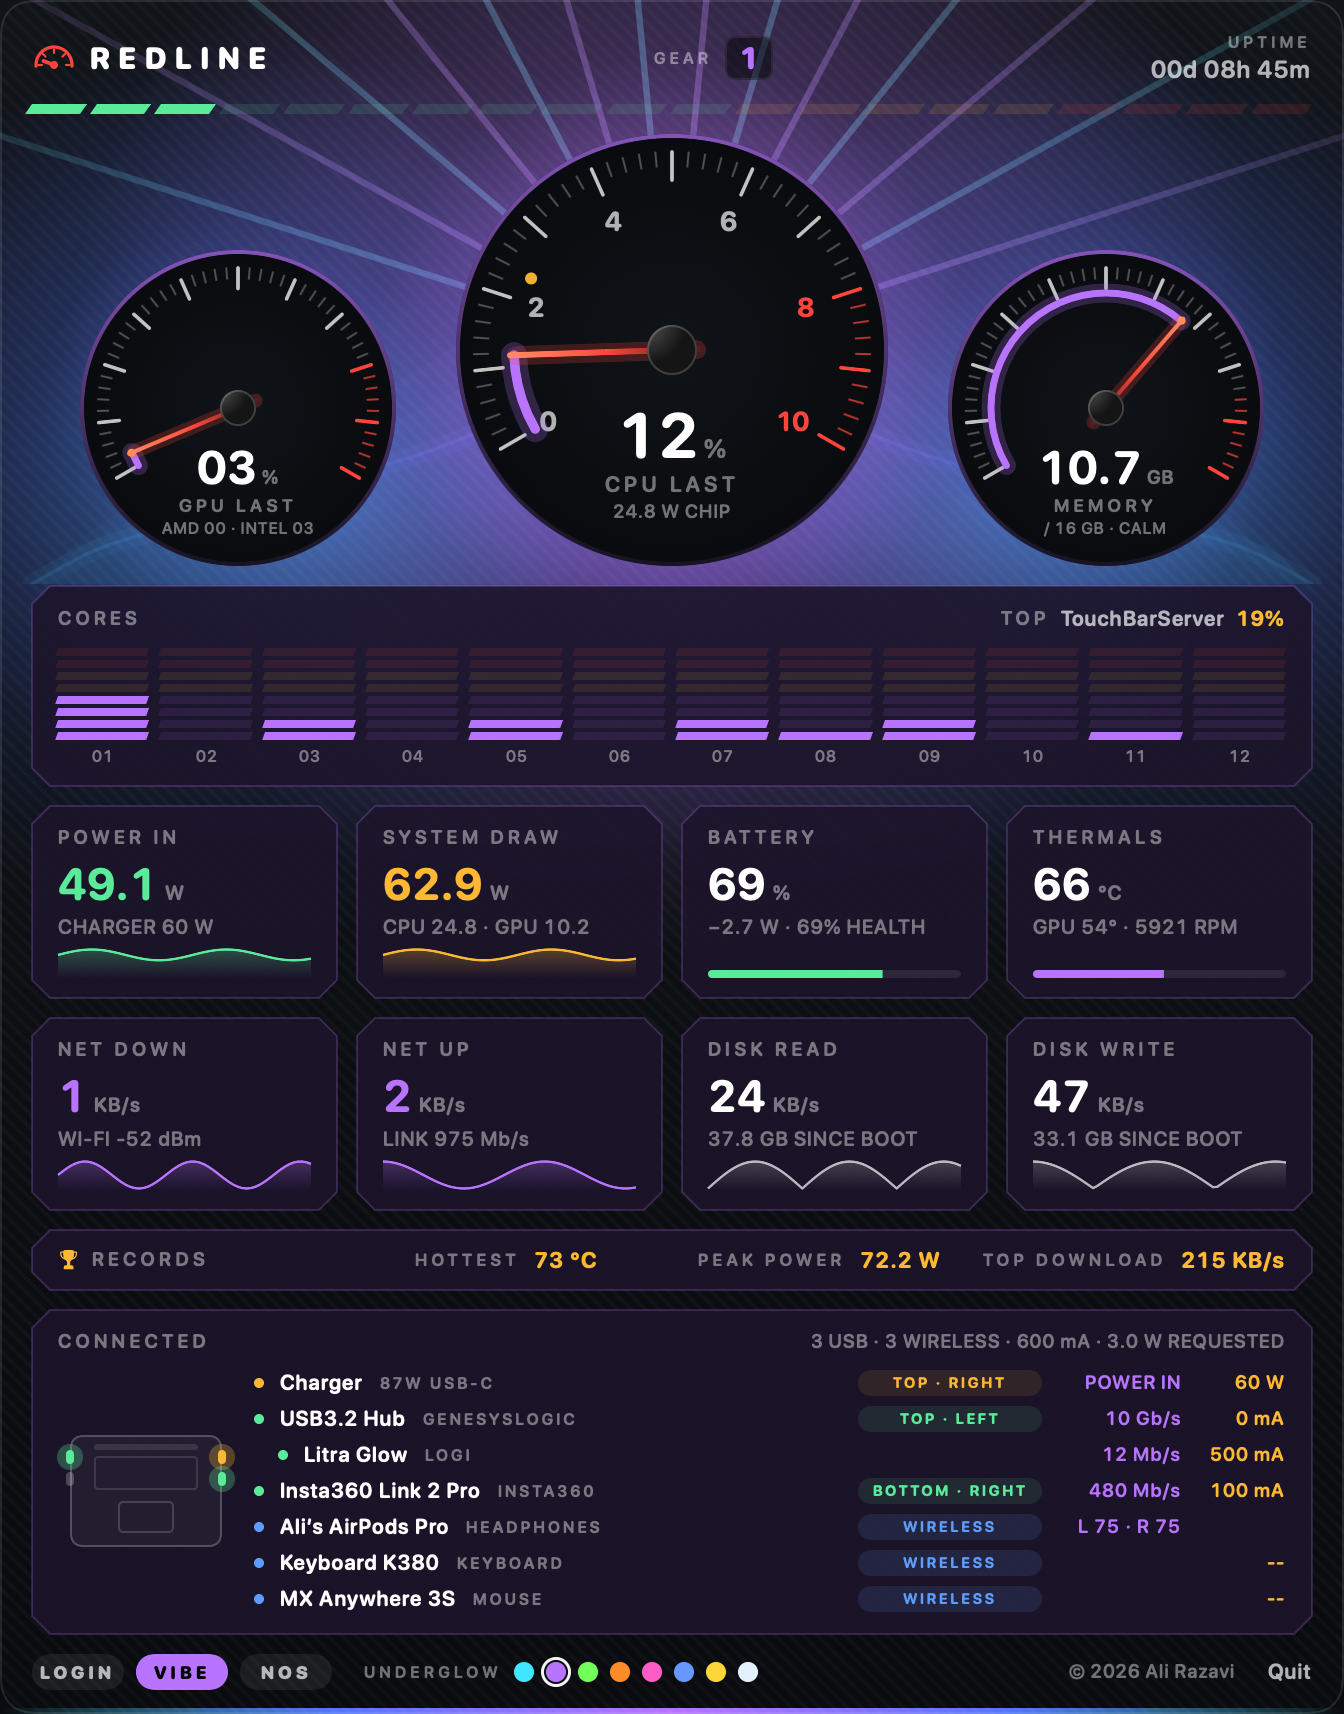 REDLINE
GEAR 1
UPTIME
00d 08h 45m
4 6
2 8
0 10
12 %
CPU LAST
24.8 W CHIP
03 %
GPU LAST
AMD 00 · INTEL 03
10.7 GB
MEMORY
/ 16 GB · CALM
CORES
TOP TouchBarServer 19%
01 02 03 04 05 06 07 08 09 10 11 12
POWER IN
49.1 W
CHARGER 60 W
SYSTEM DRAW
62.9 W
CPU 24.8 · GPU 10.2
BATTERY
69 %
−2.7 W · 69% HEALTH
THERMALS
66 °C
GPU 54° · 5921 RPM
NET DOWN
1 KB/s
WI-FI -52 dBm
NET UP
2 KB/s
LINK 975 Mb/s
DISK READ
24 KB/s
37.8 GB SINCE BOOT
DISK WRITE
47 KB/s
33.1 GB SINCE BOOT
RECORDS HOTTEST 73 °C PEAK POWER 72.2 W TOP DOWNLOAD 215 KB/s
CONNECTED 3 USB · 3 WIRELESS · 600 mA · 3.0 W REQUESTED
Charger 87W USB-C TOP · RIGHT POWER IN 60 W
USB3.2 Hub GENESYSLOGIC TOP · LEFT 10 Gb/s 0 mA
Litra Glow LOGI 12 Mb/s 500 mA
Insta360 Link 2 Pro INSTA360 BOTTOM · RIGHT 480 Mb/s 100 mA
Ali’s AirPods Pro HEADPHONES WIRELESS L 75 · R 75
Keyboard K380 KEYBOARD WIRELESS --
MX Anywhere 3S MOUSE WIRELESS --
LOGIN VIBE NOS UNDERGLOW © 2026 Ali Razavi Quit